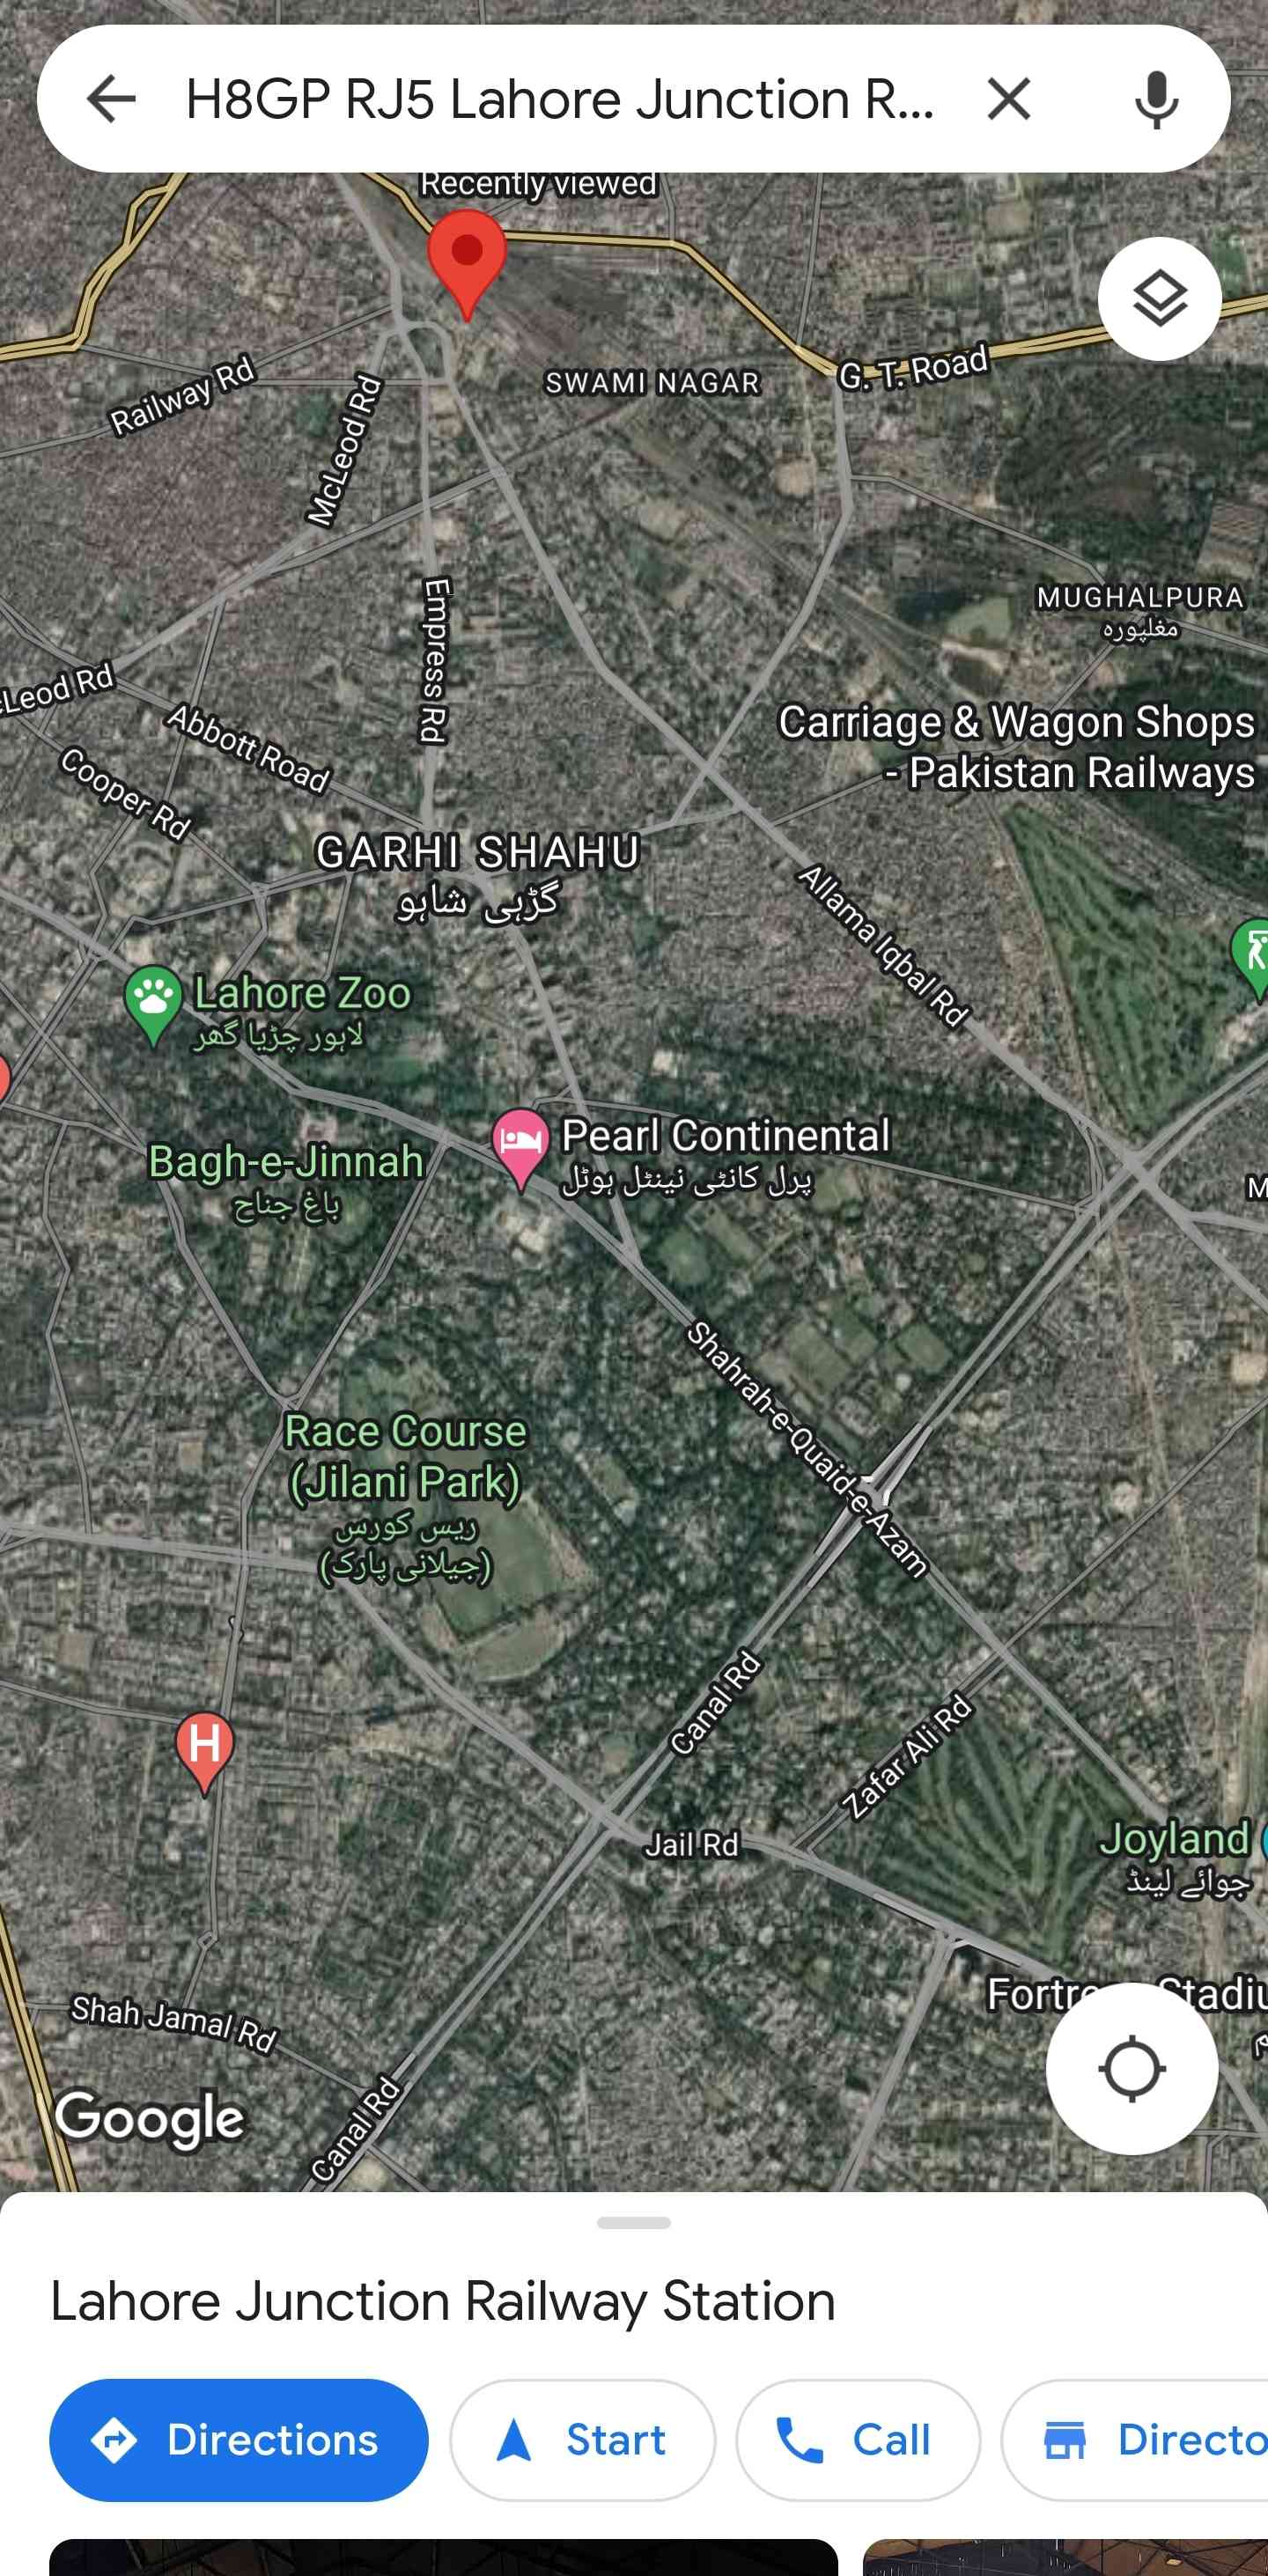 H8GP RJ5 Lahore Junction R...
Recently viewed
G. T. Road
Railway Rd
SWAMI NAGAR
McLeod Rd
MUGHALPURA
مغلپورہ
Empress Rd
cLeod Rd
Abbott Road
Carriage & Wagon Shops
- Pakistan Railways
Cooper Rd
GARHI SHAHU
گڑہی شاہو
Allama Iqbal Rd
Lahore Zoo
لاہور چڑیا گھر
Pearl Continental
پرل کانٹی نینٹل ہوٹل
Bagh-e-Jinnah
باغ جناح
M
Shahrah-e-Quaid-e-Azam
Race Course
(Jilani Park)
ریس کورس
(جیلانی پارک)
Canal Rd
Zafar Ali Rd
H
Jail Rd
Joyland
جوائے لینڈ
Shah Jamal Rd
Canal Rd
Google
Lahore Junction Railway Station
Directions
Start
Call
Directo